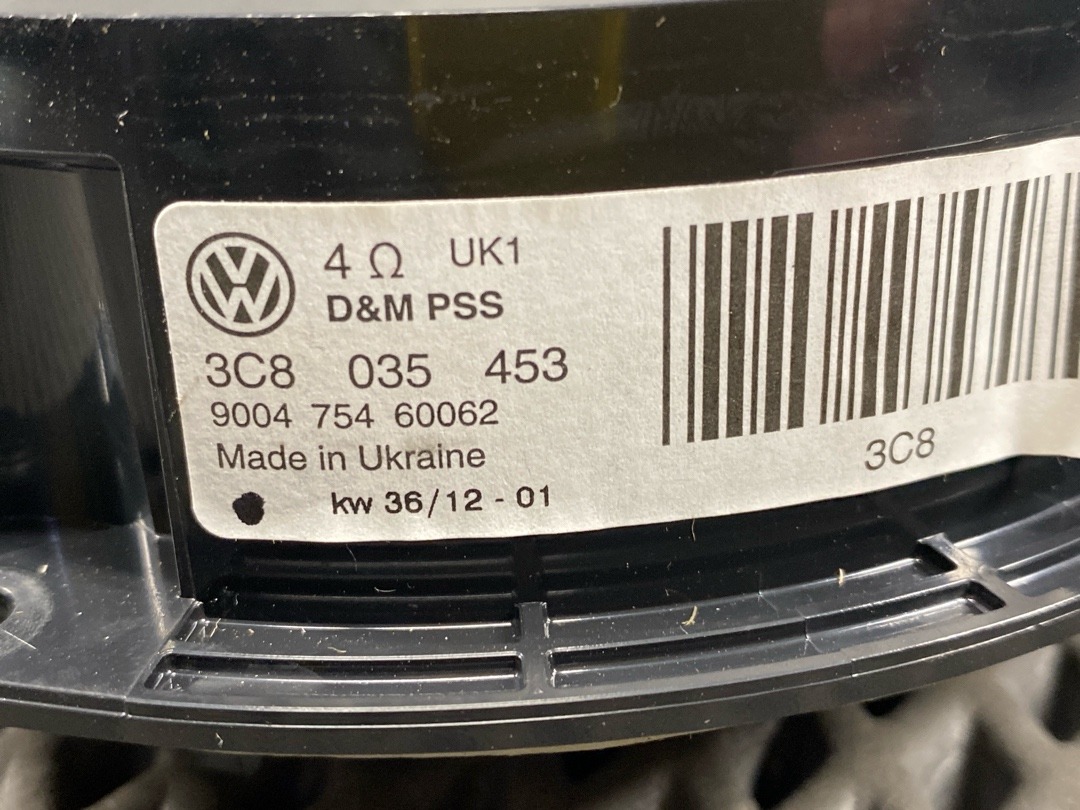 4 Ω UK1
D&M PSS
3C8 035 453
9004 754 60062
Made in Ukraine
kw 36/12 - 01
3C8